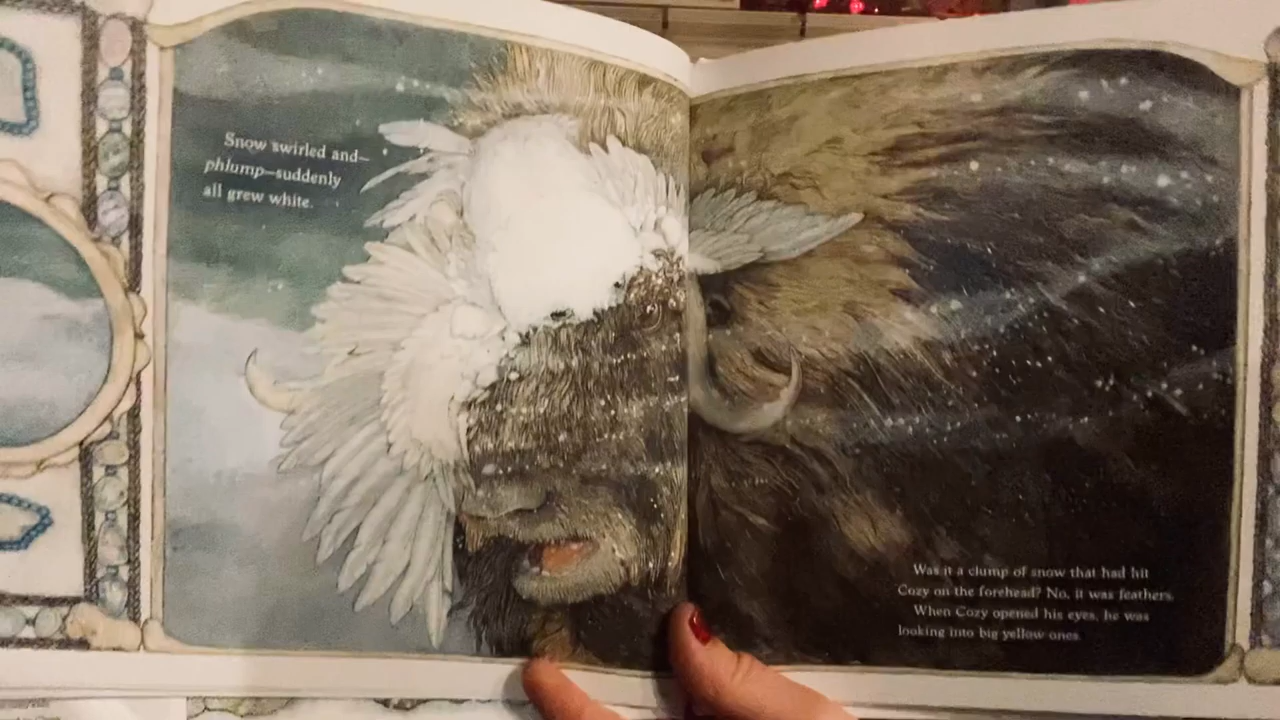 Snow swirled and—
phlump—suddenly
all grew white.
Was it a clump of snow that had hit
Cozy on the forehead? No, it was feathers.
When Cozy opened his eyes, he was
looking into big yellow ones.